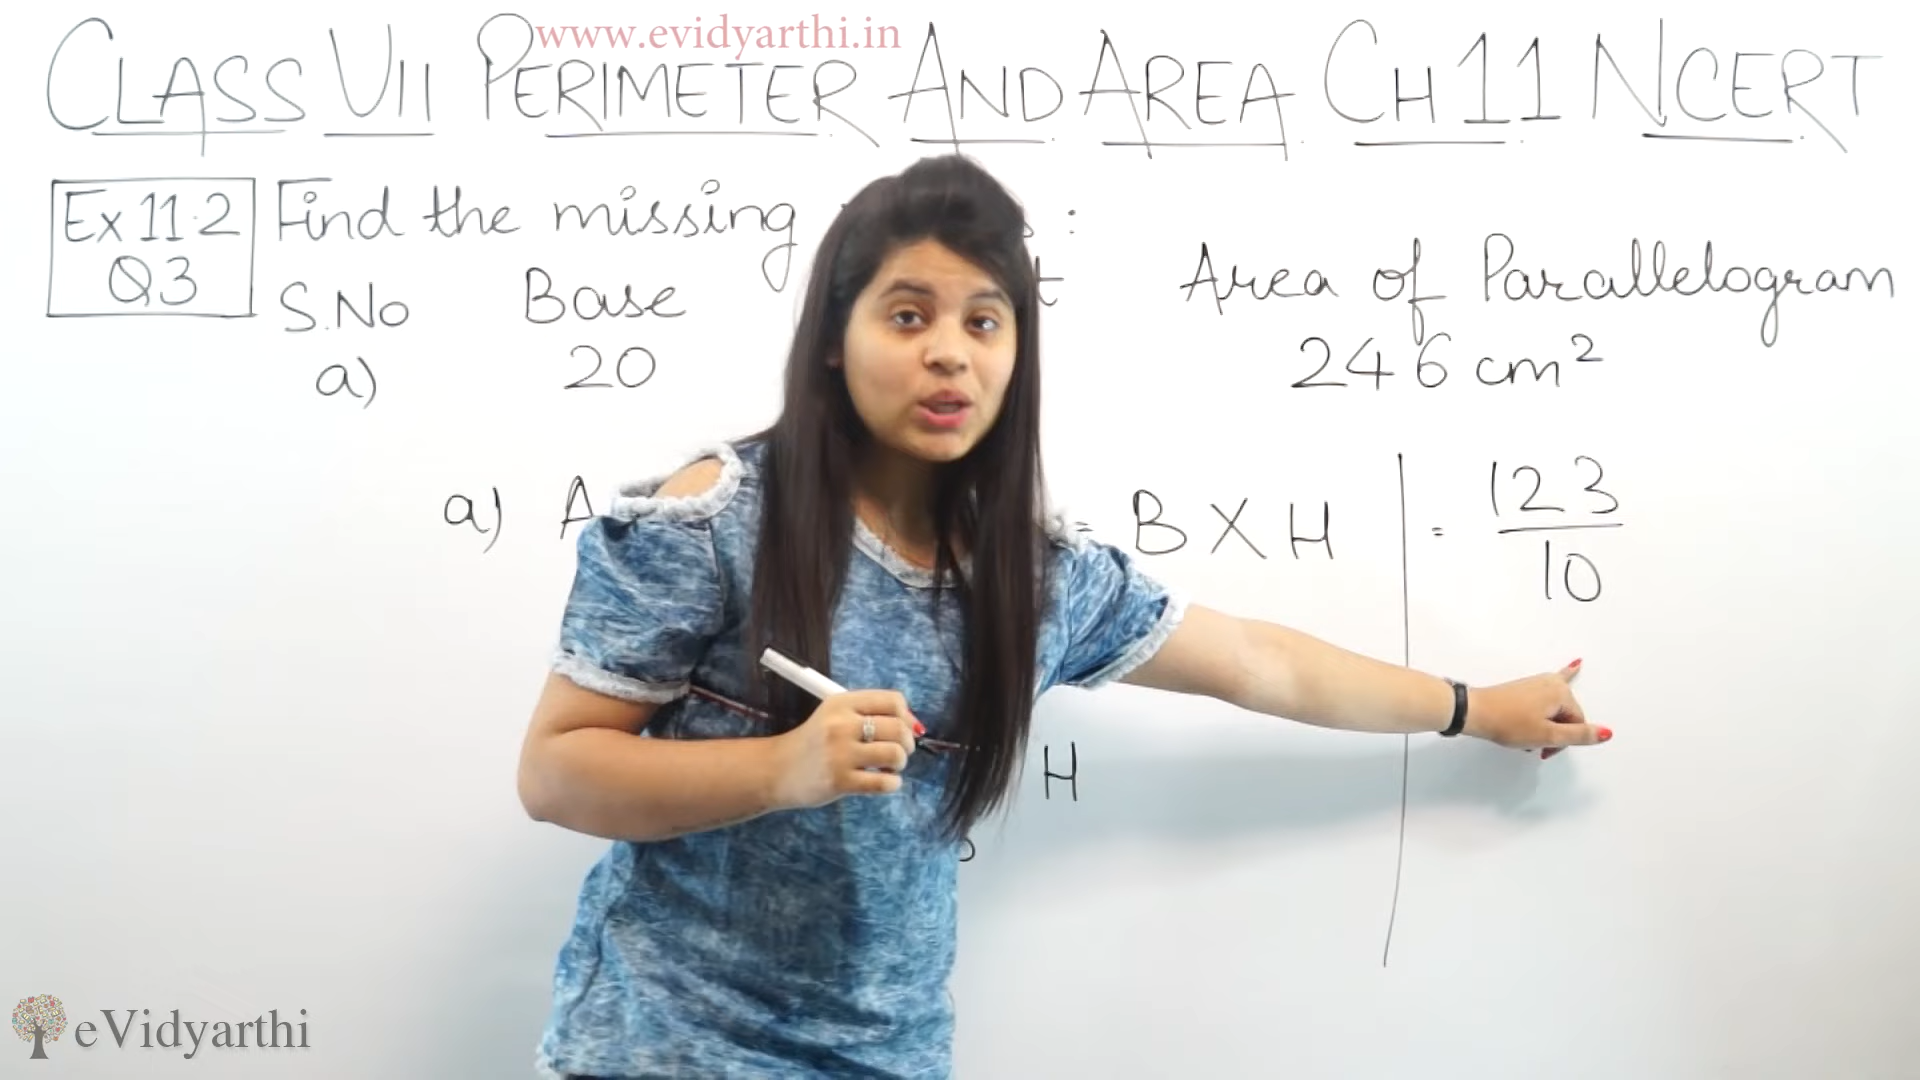 www.evidyarthi.in
CLASS VII PERIMETER AND AREA CH 11 NCERT
Ex 11.2
Q3
Find the missing :
S.No Base Area of Parallelogram
a) 20 246 cm²
a) A = B X H
= 123
10
H
eVidyarthi